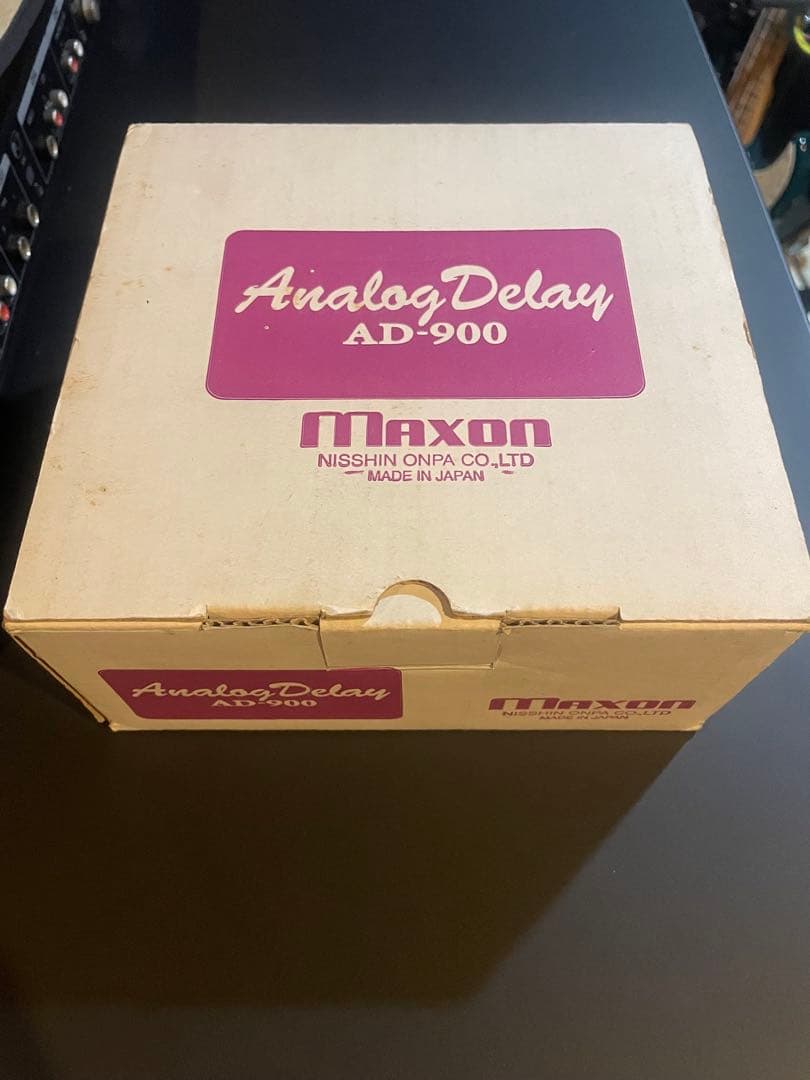 Analog Delay
AD-900
maxon
NISSHIN ONPA CO.,LTD
MADE IN JAPAN
Analog Delay
AD-900
maxon
NISSHIN ONPA CO.,LTD
MADE IN JAPAN